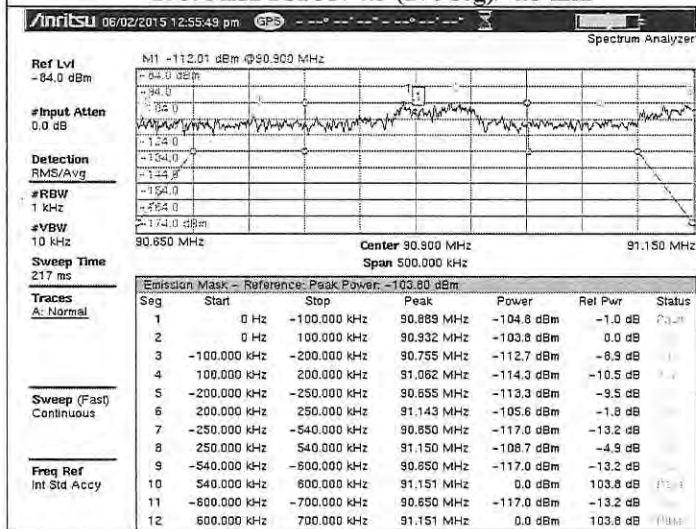 Anritsu 06/02/2015 12:55:49 pm GPS
Spectrum Analyzer
Ref Lvl
-84.0 dBm
#Input Atten
0.0 dB
Detection
RMS/Avg
#RBW
1 kHz
#VBW
10 kHz
Sweep Time
217 ms
Traces
A: Normal
Sweep (Fast)
Continuous
Freq Ref
Int Std Accy
M1 -112.01 dBm @90.900 MHz
-84.0 dBm
-94.0
1
-124.0
-134.0
-144.0
-154.0
-164.0
-174.0 dBm
90.650 MHz Center 90.900 MHz 91.150 MHz
Span 500.000 kHz
Emission Mask - Reference: Peak Power: -103.80 dBm
Seg Start Stop Peak Power Rel Pwr Status
1 0 Hz -100.000 kHz 90.889 MHz -104.8 dBm -1.0 dB
2 0 Hz 100.000 kHz 90.932 MHz -103.8 dBm 0.0 dB
3 -100.000 kHz -200.000 kHz 90.755 MHz -112.7 dBm -8.9 dB
4 100.000 kHz 200.000 kHz 91.062 MHz -114.3 dBm -10.5 dB
5 -200.000 kHz -250.000 kHz 90.655 MHz -113.3 dBm -9.5 dB
6 200.000 kHz 250.000 kHz 91.143 MHz -105.6 dBm -1.8 dB
7 -250.000 kHz -540.000 kHz 90.650 MHz -117.0 dBm -13.2 dB
8 250.000 kHz 540.000 kHz 91.150 MHz -108.7 dBm -4.9 dB
9 -540.000 kHz -600.000 kHz 90.650 MHz -117.0 dBm -13.2 dB
10 540.000 kHz 600.000 kHz 91.151 MHz 0.0 dBm 103.8 dB
11 -600.000 kHz -700.000 kHz 90.650 MHz -117.0 dBm -13.2 dB
12 600.000 kHz 700.000 kHz 91.151 MHz 0.0 dBm 103.8 dB